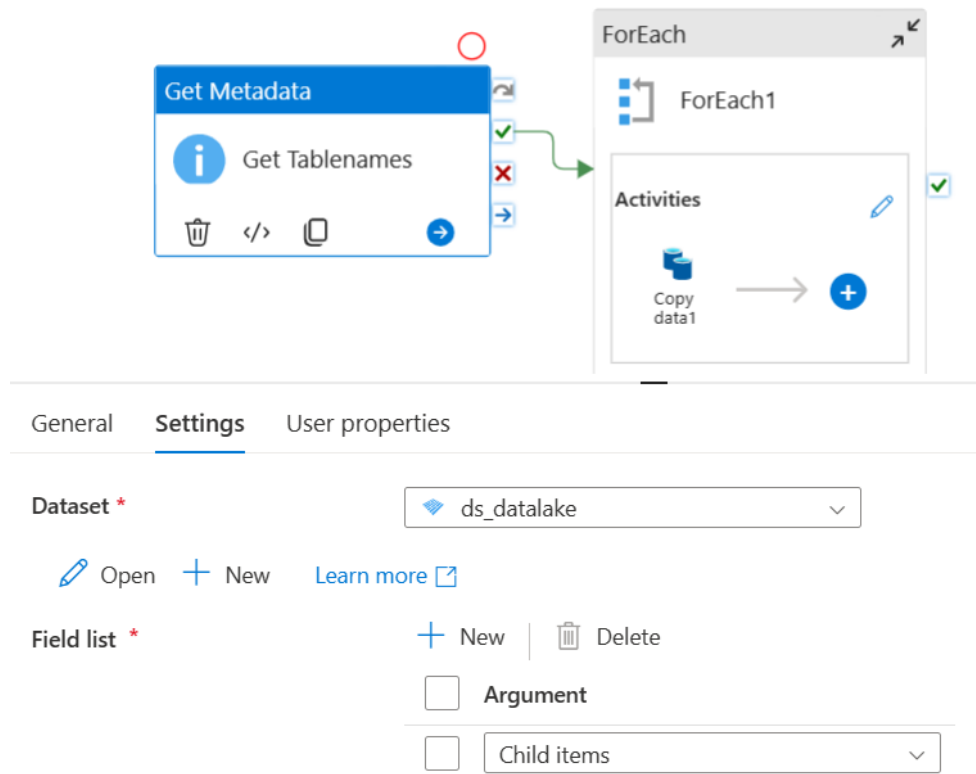 ForEach
Get Metadata
ForEach1
Get Tablenames
Activities
Copy
data1
General Settings User properties
Dataset *
ds_datalake
Open New Learn more
Field list *
New Delete
Argument
Child items